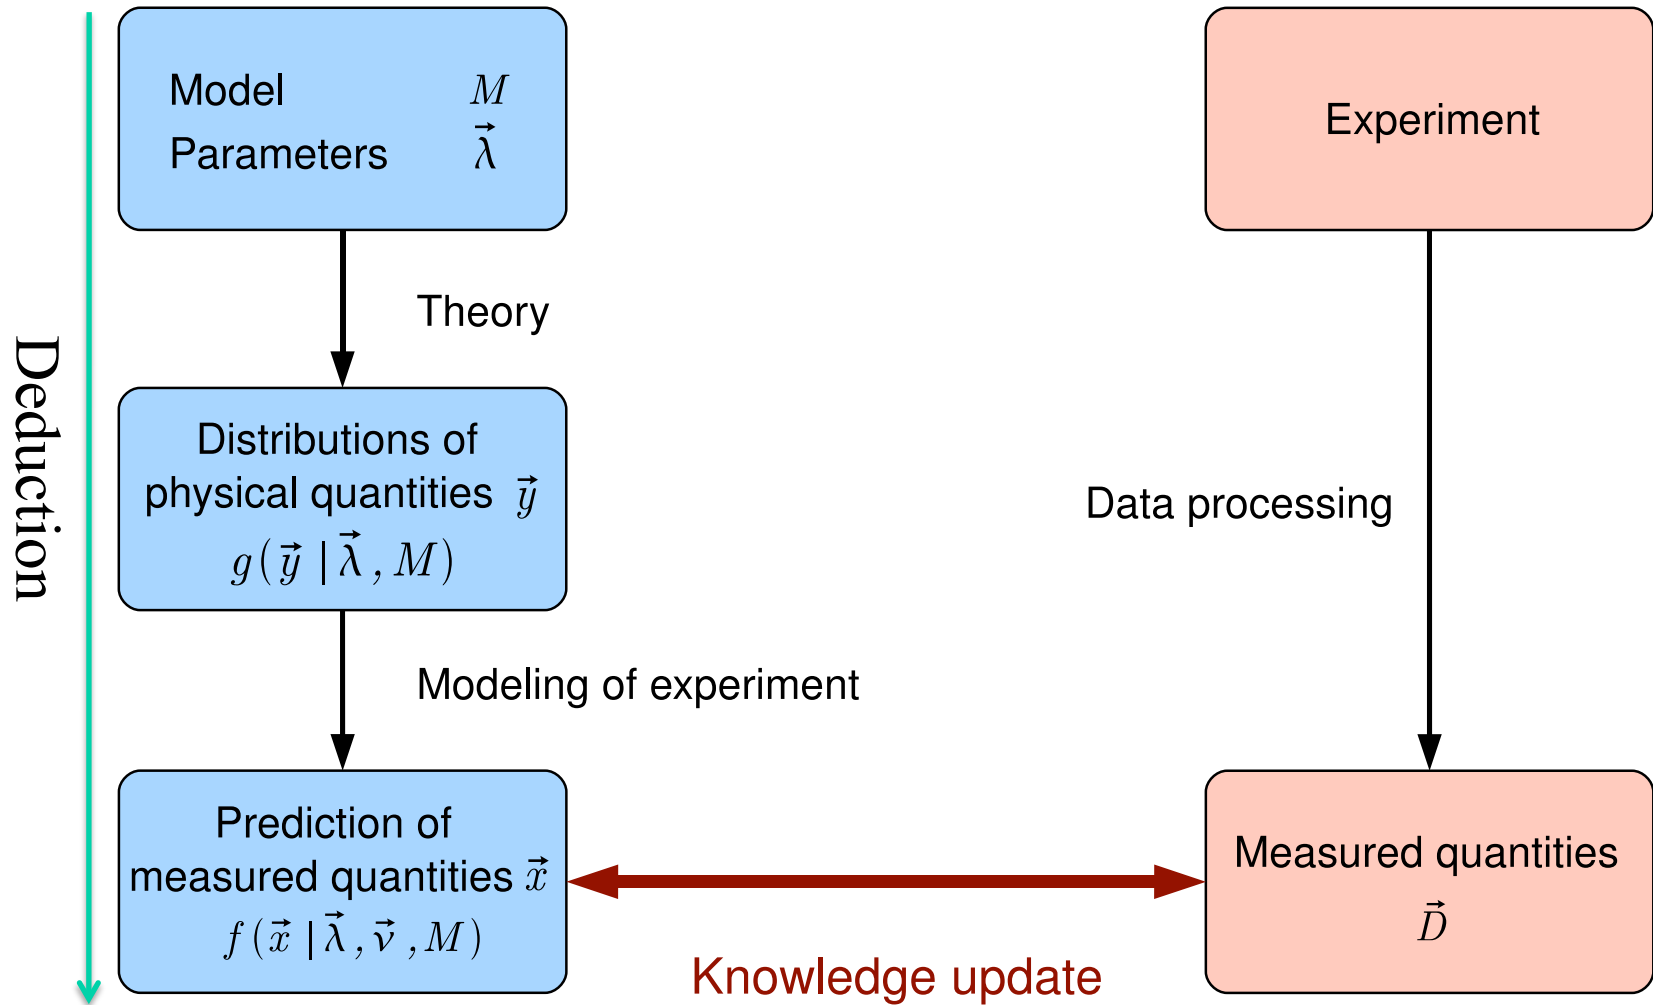 Deduction
Model M
Parameters λ⃗
Theory
Distributions of
physical quantities y⃗
g(y⃗ | λ⃗, M)
Modeling of experiment
Prediction of
measured quantities x⃗
f(x⃗ | λ⃗, ν⃗, M)
Experiment
Data processing
Measured quantities
D⃗
Knowledge update